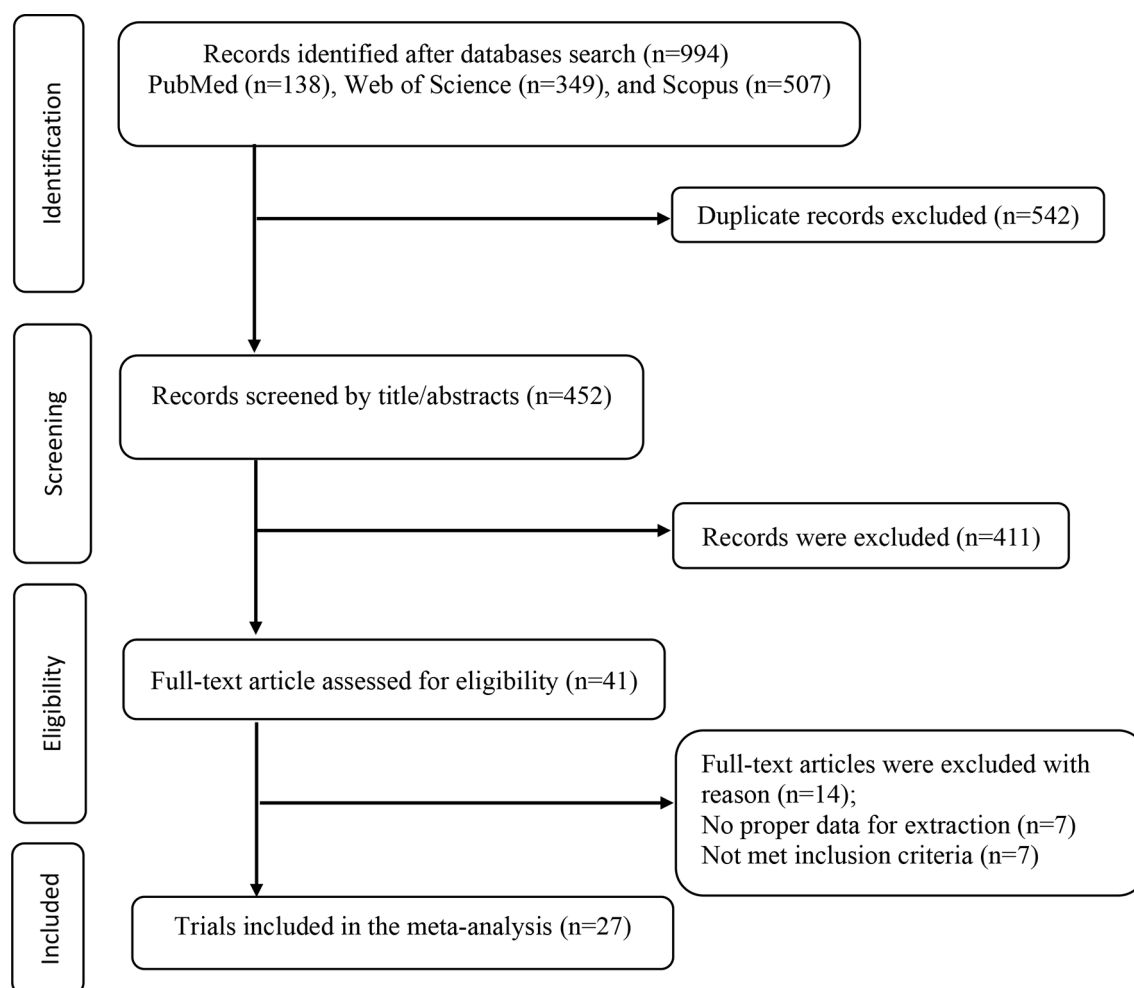 Identification
Records identified after databases search (n=994)
PubMed (n=138), Web of Science (n=349), and Scopus (n=507)
Duplicate records excluded (n=542)
Screening
Records screened by title/abstracts (n=452)
Records were excluded (n=411)
Eligibility
Full-text article assessed for eligibility (n=41)
Full-text articles were excluded with
reason (n=14);
No proper data for extraction (n=7)
Not met inclusion criteria (n=7)
Included
Trials included in the meta-analysis (n=27)